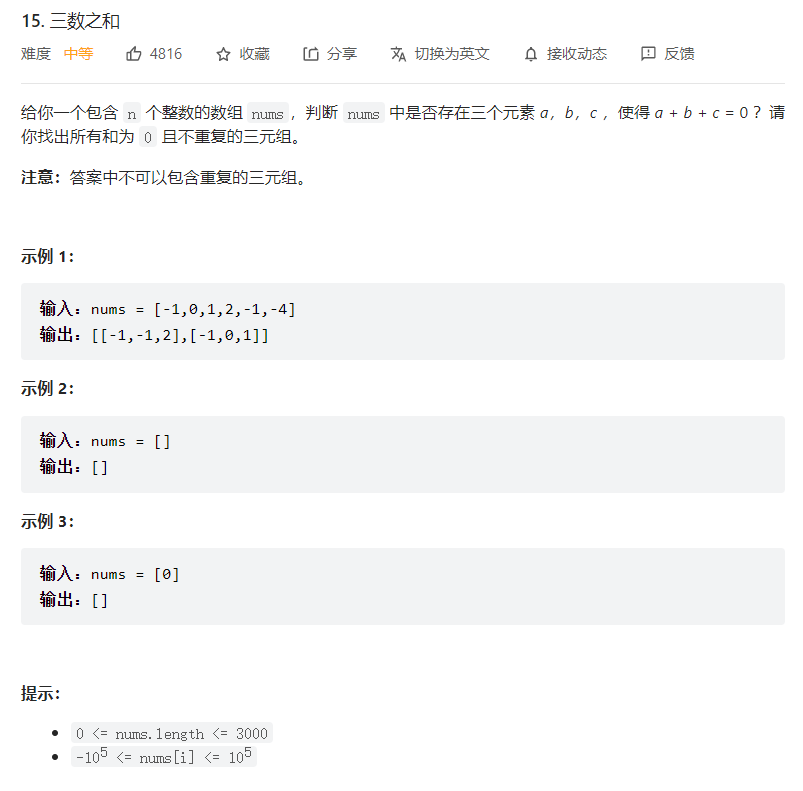 15. 三数之和
难度 中等 4816 收藏 分享 切换为英文 接收动态 反馈
给你一个包含 n 个整数的数组 nums，判断 nums 中是否存在三个元素 a，b，c ，使得 a + b + c = 0 ？请
你找出所有和为 0 且不重复的三元组。
注意：答案中不可以包含重复的三元组。
示例 1：
输入：nums = [-1,0,1,2,-1,-4]
输出：[[-1,-1,2],[-1,0,1]]
示例 2：
输入：nums = []
输出：[]
示例 3：
输入：nums = [0]
输出：[]
提示：
0 <= nums.length <= 3000
-10⁵ <= nums[i] <= 10⁵